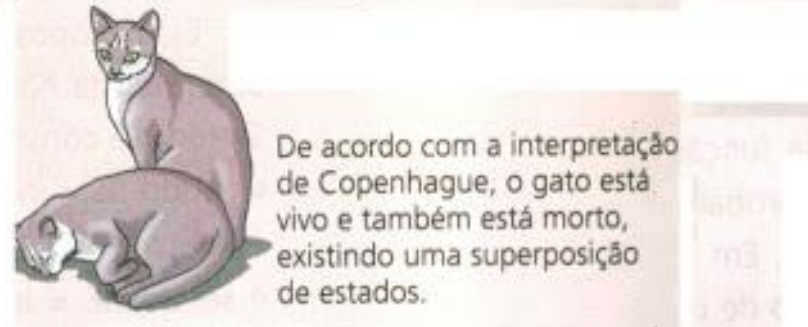 De acordo com a interpretação
de Copenhague, o gato está
vivo e também está morto,
existindo uma superposição
de estados.